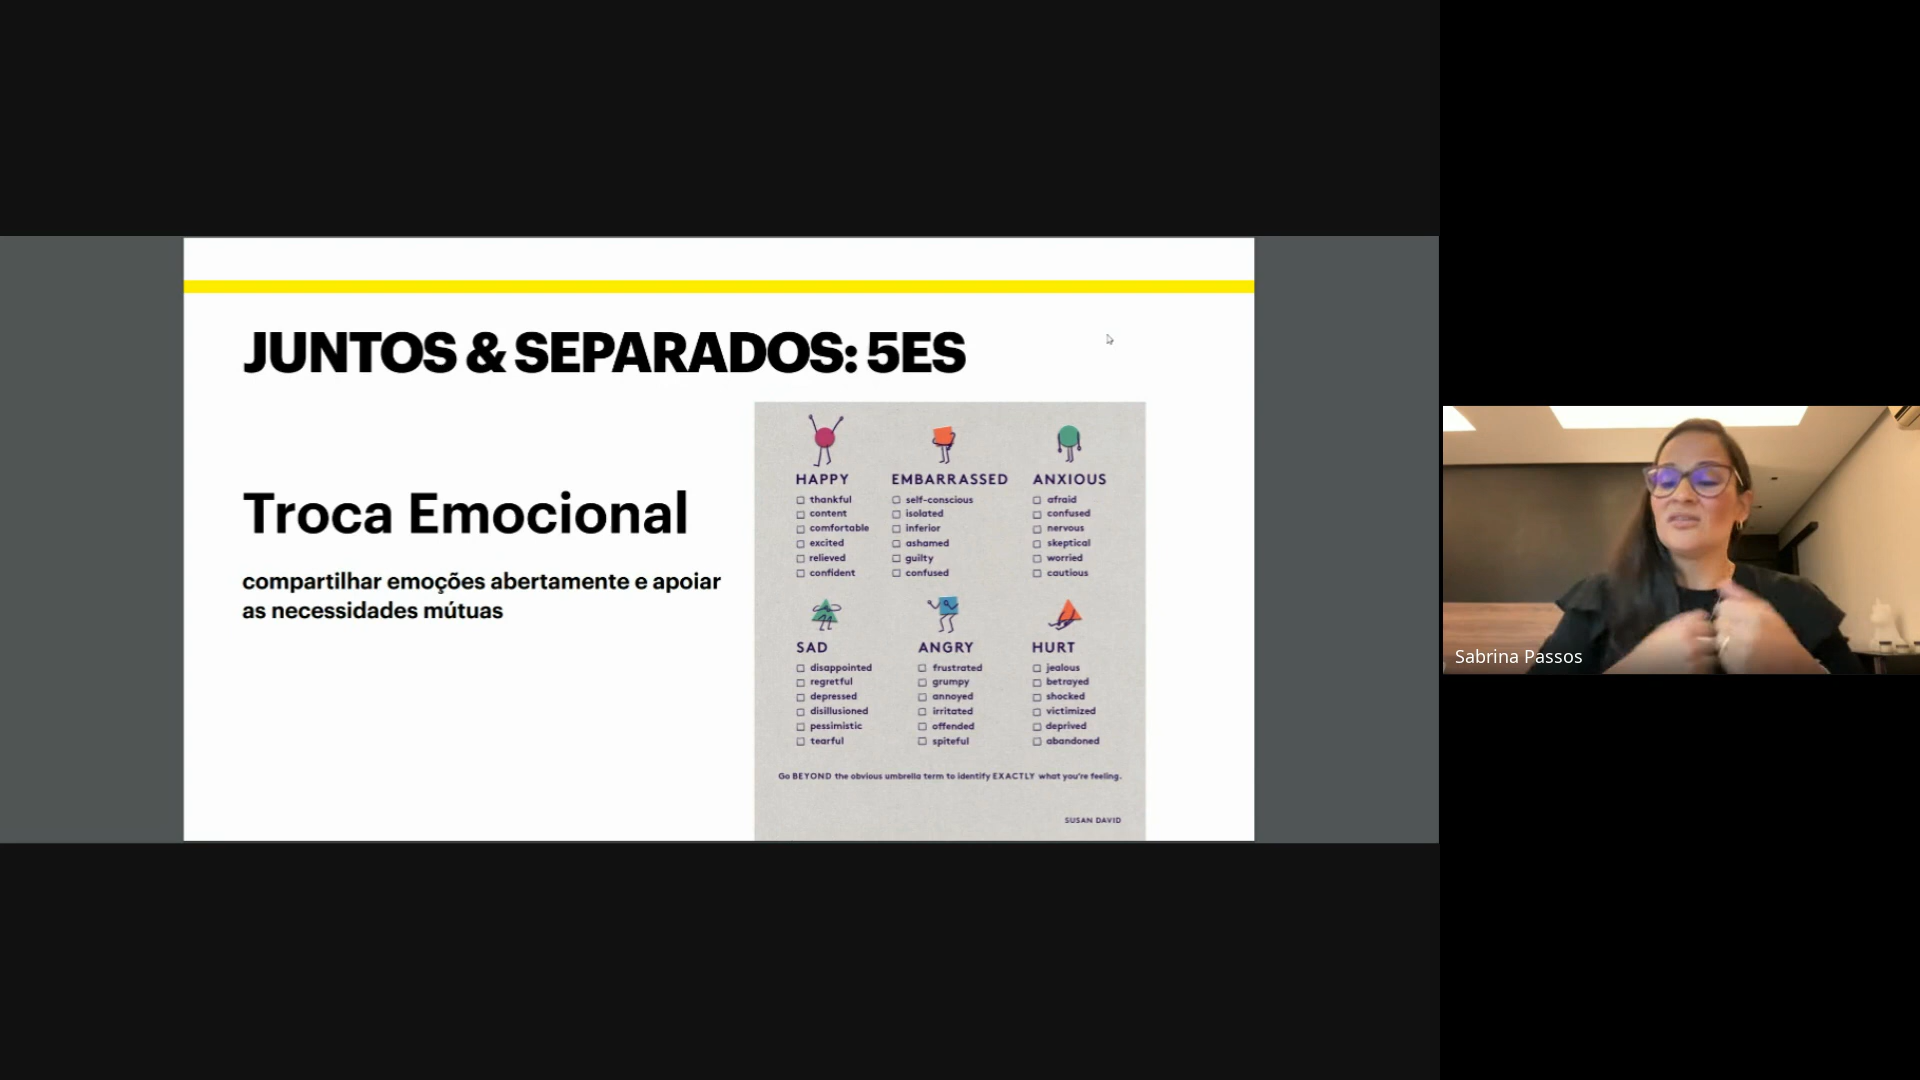 JUNTOS & SEPARADOS: 5ES
Troca Emocional
compartilhar emoções abertamente e apoiar
as necessidades mútuas
HAPPY
thankful
content
comfortable
excited
relieved
confident
EMBARRASSED
self-conscious
isolated
inferior
ashamed
guilty
confused
ANXIOUS
afraid
confused
nervous
skeptical
worried
cautious
SAD
disappointed
regretful
depressed
disillusioned
pessimistic
tearful
ANGRY
frustrated
grumpy
annoyed
irritated
offended
spiteful
HURT
jealous
betrayed
shocked
victimized
deprived
abandoned
Go BEYOND the obvious umbrella term to identify EXACTLY what you're feeling.
SUSAN DAVID
Sabrina Passos